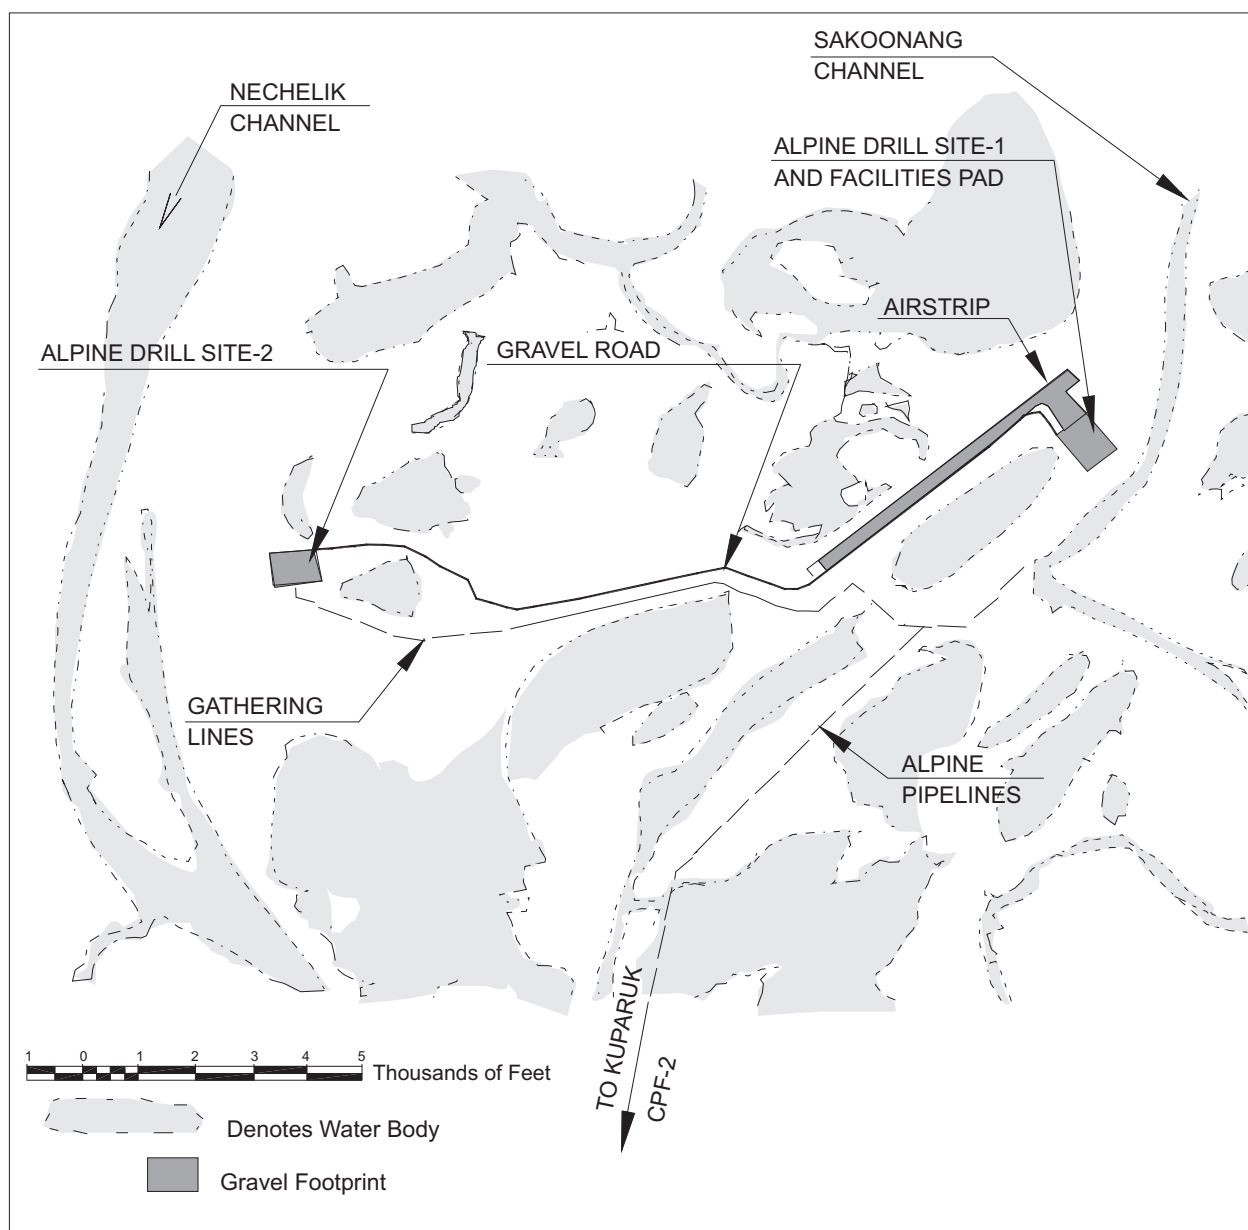 SAKOONANG
CHANNEL
NECHELIK
CHANNEL
ALPINE DRILL SITE-1
AND FACILITIES PAD
AIRSTRIP
ALPINE DRILL SITE-2
GRAVEL ROAD
GATHERING
LINES
ALPINE
PIPELINES
TO KUPARUK
CPF-2
1 0 1 2 3 4 5
Thousands of Feet
Denotes Water Body
Gravel Footprint